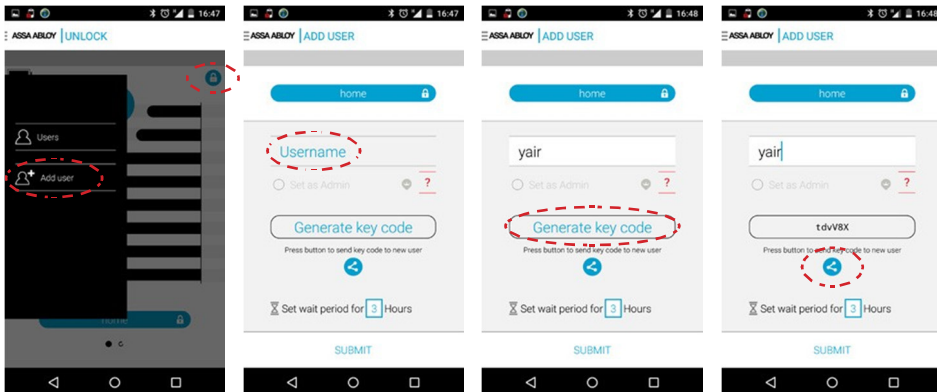 16:47
ASSA ABLOY | UNLOCK
Users
Add user
home
16:47
ASSA ABLOY | ADD USER
home
Username
Set as Admin
?
Generate key code
Press button to send key code to new user
Set wait period for 3 Hours
SUBMIT
16:48
ASSA ABLOY | ADD USER
home
yair
Set as Admin
?
Generate key code
Press button to send key code to new user
Set wait period for 3 Hours
SUBMIT
16:48
ASSA ABLOY | ADD USER
home
yair
Set as Admin
?
tdvV8X
Press button to send key code to new user
Set wait period for 3 Hours
SUBMIT